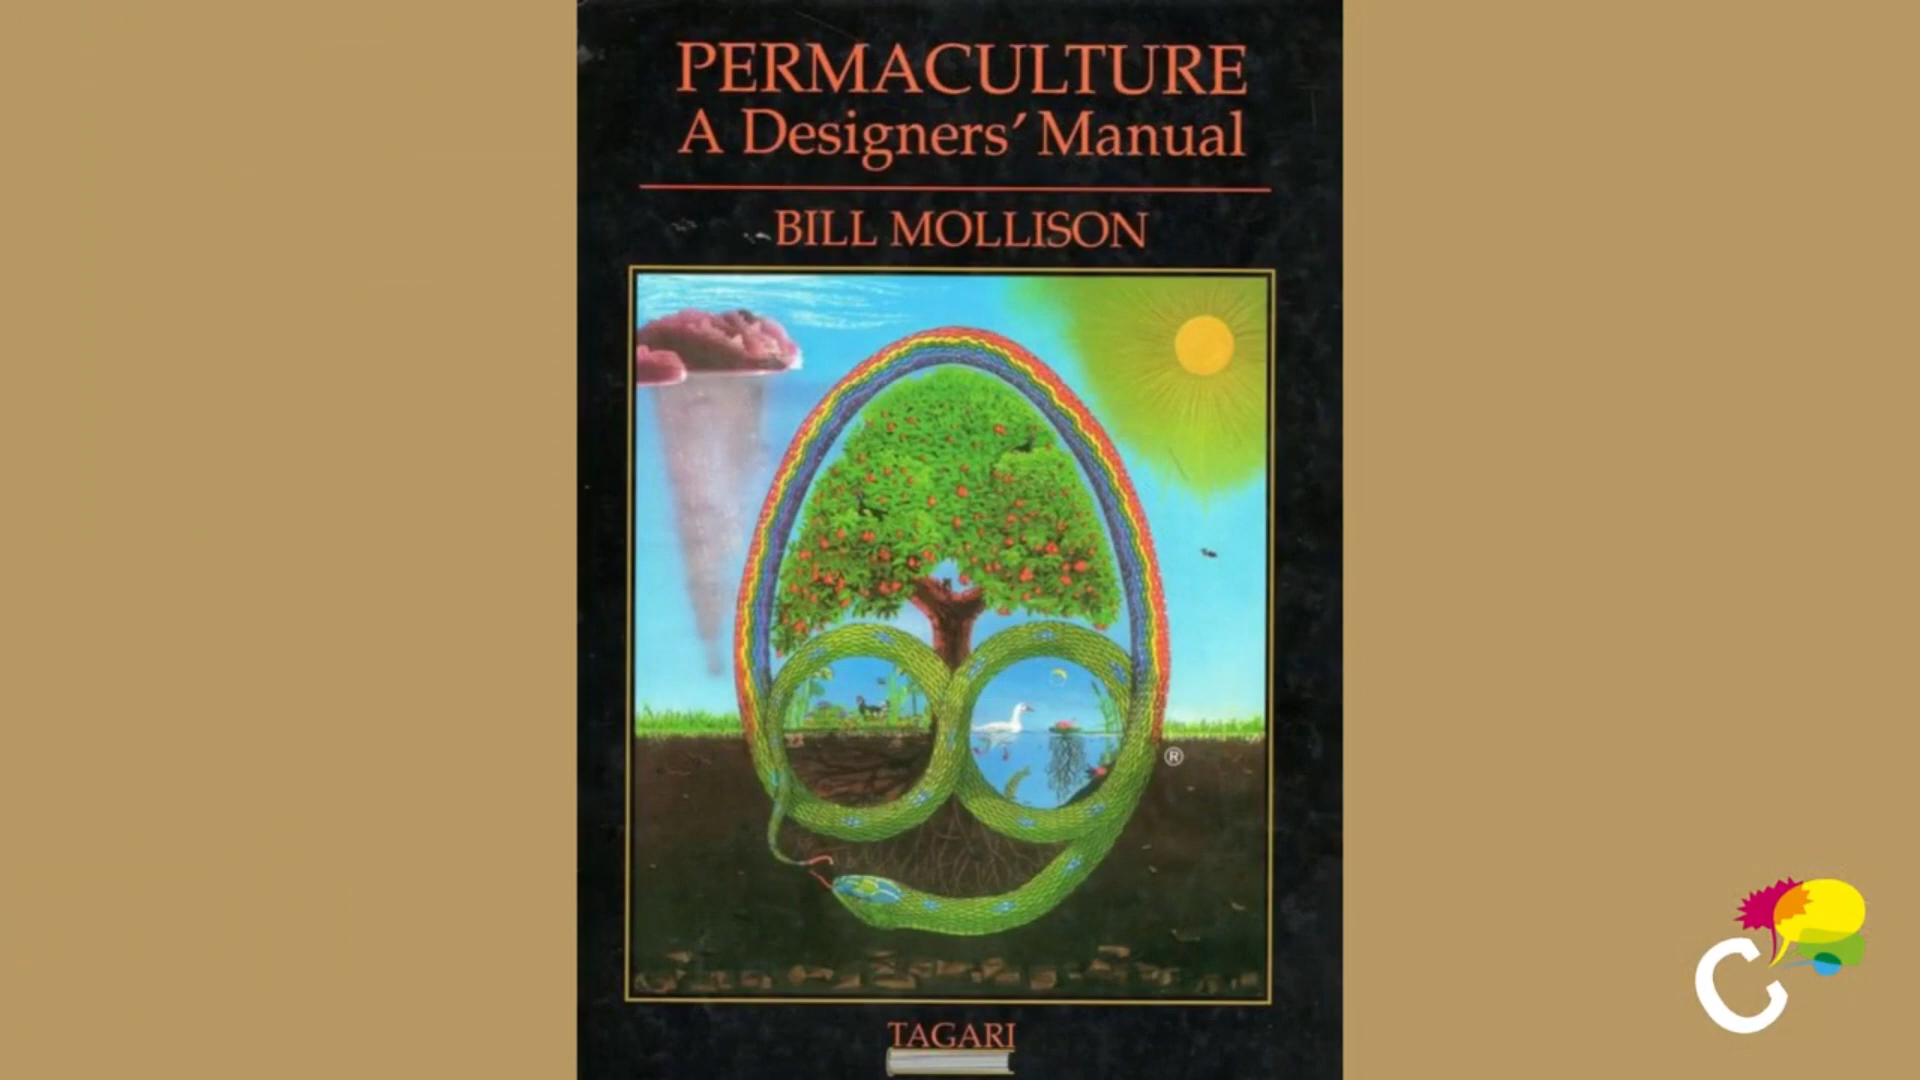 PERMACULTURE
A Designers’ Manual
BILL MOLLISON
®
TAGARI
C